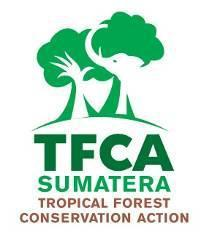 TFCA
SUMATERA
TROPICAL FOREST
CONSERVATION ACTION